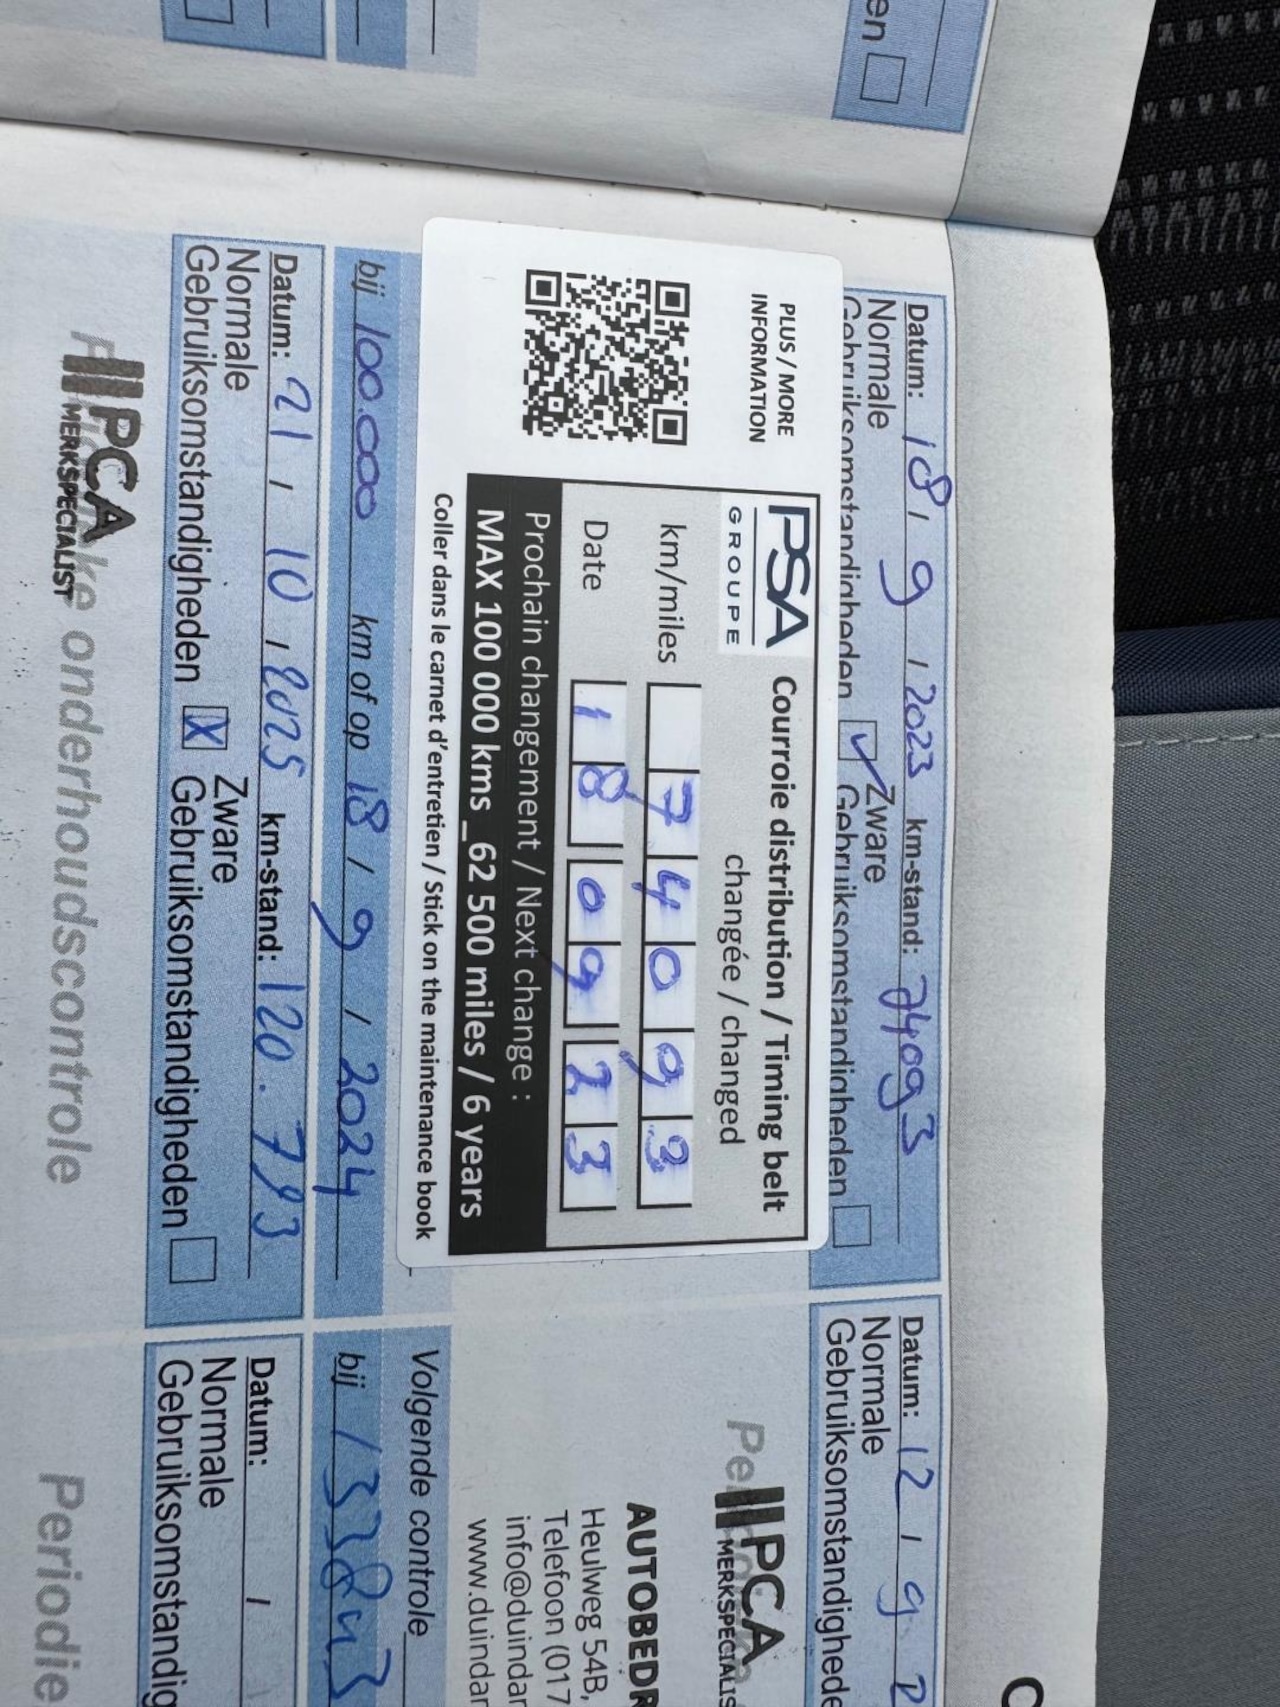 en
Datum: 18 / 9 / 2023 km-stand: 74093
Normale Zware
Gebruiksomstandigheden Gebruiksomstandigheden
PLUS / MORE
INFORMATION
PSA
GROUPE
Courroie distribution / Timing belt
changée / changed
km/miles 74093
Date 18 09 23
Prochain changement / Next change :
MAX 100 000 kms _ 62 500 miles / 6 years
Coller dans le carnet d'entretien / Stick on the maintenance book
bij 100.000 km of op 18 / 9 / 2024
Datum: 21 / 10 / 2025 km-stand: 120.793
Normale Zware
Gebruiksomstandigheden X Gebruiksomstandigheden
PCA
MERKSPECIALIST
onderhoudscontrole
Datum: 12 / 9
Normale
Gebruiksomstandighede
PCA
MERKSPECIALIS
AUTOBEDR
Heulweg 54B,
Telefoon (017
info@duindar
www.duindar
Volgende controle
bij
Datum: /
Normale
Gebruiksomstandig
Periodie